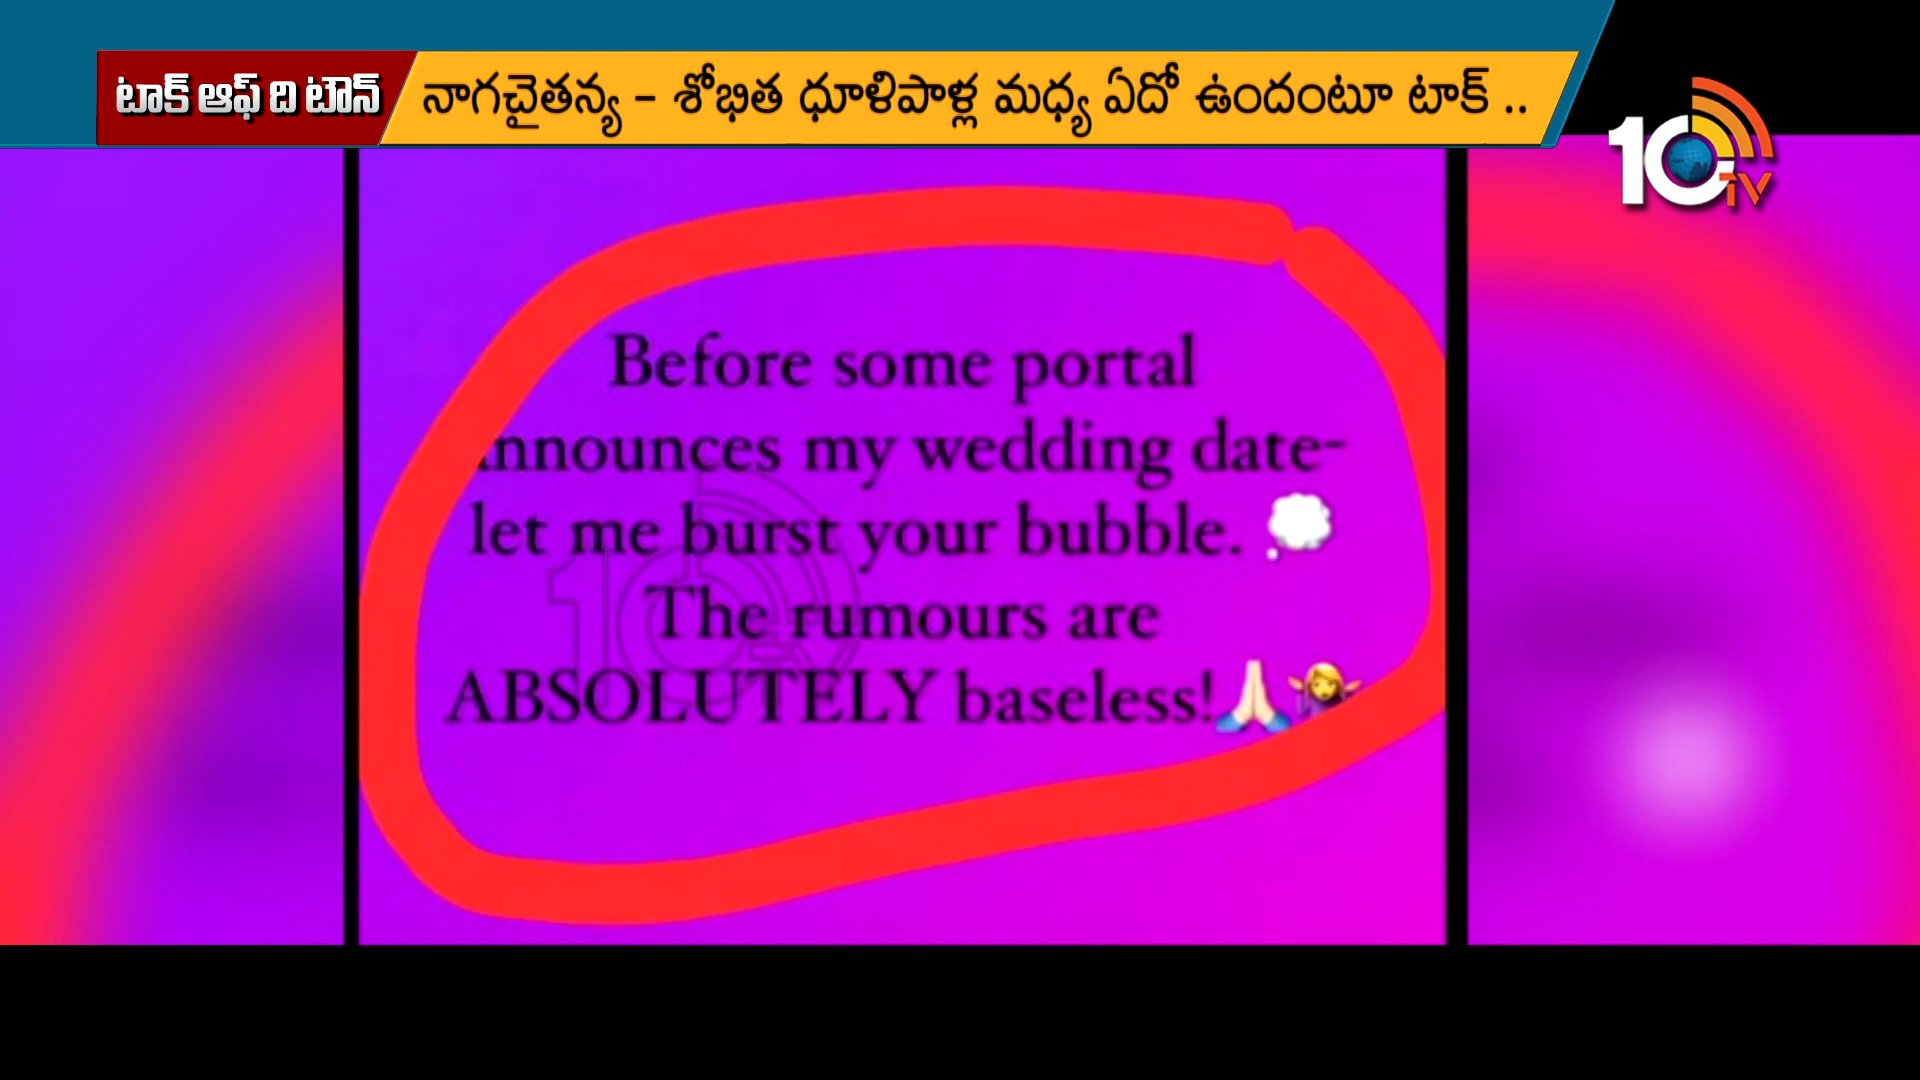 టాక్ ఆఫ్ ది టౌన్
నాగచైతన్య - శోభిత ధూళిపాళ్ల మధ్య ఏదో ఉందంటూ టాక్ ..
10TV
Before some portal
announces my wedding date-
let me burst your bubble. 💭
The rumours are
ABSOLUTELY baseless!🙏🏻🧝‍♀️
10TV